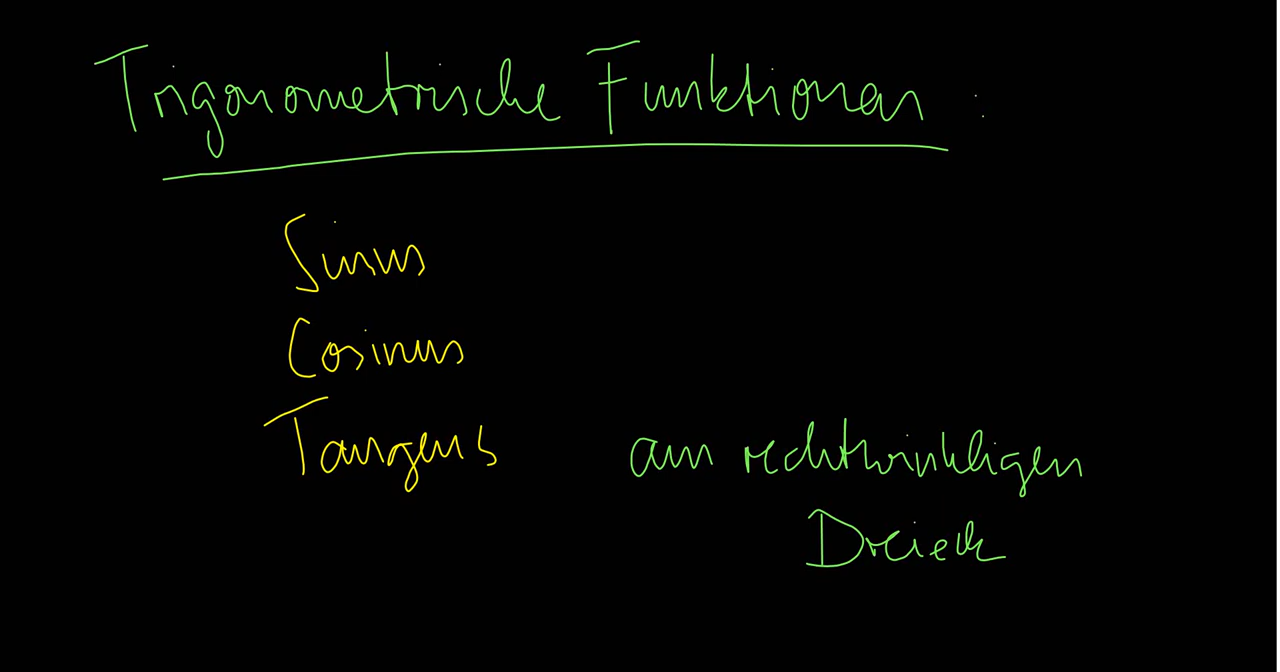 Trigonometrische Funktionen :
Sinus
Cosinus
Tangens
am rechtwinkligen
Dreieck